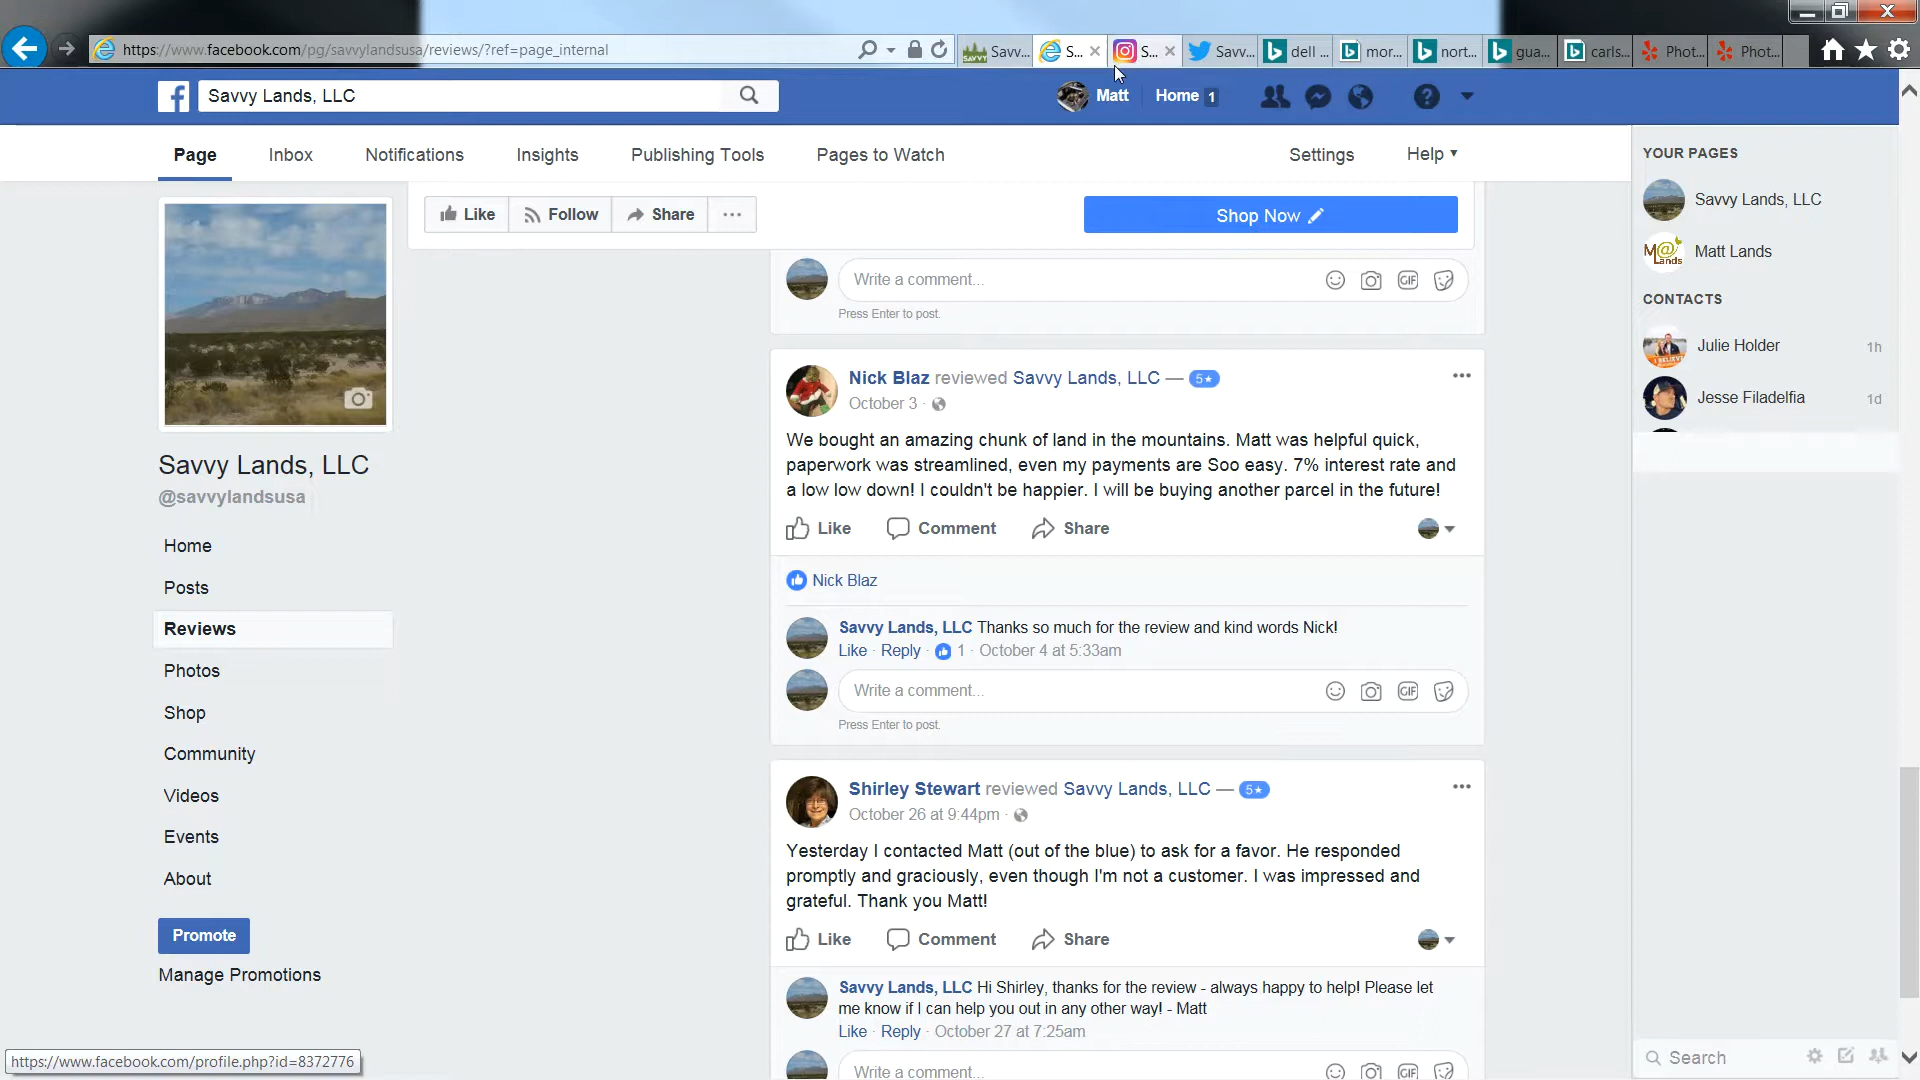 https://www.facebook.com/pg/savvylandsusa/reviews/?ref=page_internal
Savv...
S...
S...
Savv...
dell ...
mor...
nort...
gua...
carls...
Phot...
Phot...
Savvy Lands, LLC
Matt
Home 1
Page
Inbox
Notifications
Insights
Publishing Tools
Pages to Watch
Settings
Help
Like
Follow
Share
Shop Now
Write a comment...
Press Enter to post.
Nick Blaz reviewed Savvy Lands, LLC — 5★
October 3 ·
We bought an amazing chunk of land in the mountains. Matt was helpful quick,
paperwork was streamlined, even my payments are Soo easy. 7% interest rate and
a low low down! I couldn't be happier. I will be buying another parcel in the future!
Like Comment Share
Nick Blaz
Savvy Lands, LLC Thanks so much for the review and kind words Nick!
Like · Reply · 1 · October 4 at 5:33am
Write a comment...
GIF
Press Enter to post.
Shirley Stewart reviewed Savvy Lands, LLC — 5★
October 26 at 9:44pm ·
Yesterday I contacted Matt (out of the blue) to ask for a favor. He responded
promptly and graciously, even though I'm not a customer. I was impressed and
grateful. Thank you Matt!
Like Comment Share
Savvy Lands, LLC Hi Shirley, thanks for the review - always happy to help! Please let
me know if I can help you out in any other way! - Matt
Like · Reply · October 27 at 7:25am
Write a comment...
Savvy Lands, LLC
@savvylandsusa
Home
Posts
Reviews
Photos
Shop
Community
Videos
Events
About
Promote
Manage Promotions
https://www.facebook.com/profile.php?id=8372776
YOUR PAGES
Savvy Lands, LLC
M@ Lands
Matt Lands
CONTACTS
Julie Holder 1h
Jesse Filadelfia 1d
Search